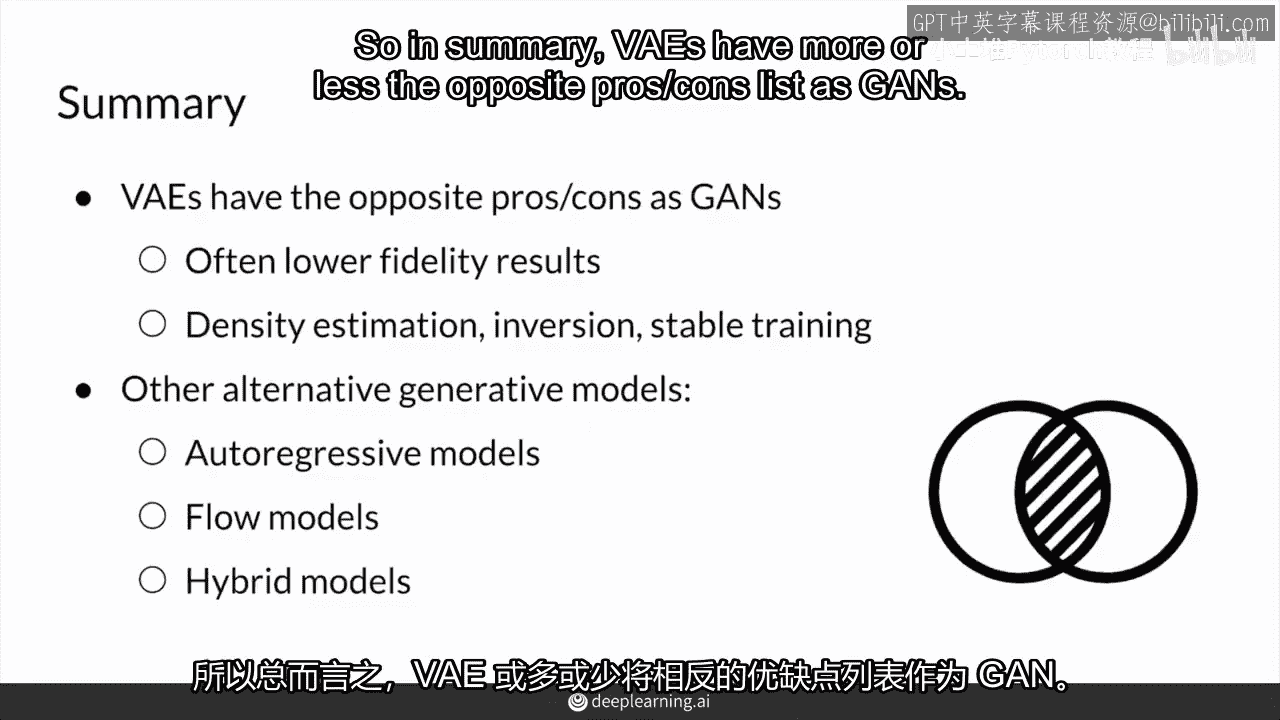 GPT中英字幕课程资源@bilibili.com
So in summary, VAEs have more or
less the opposite pros/cons list as GANs.
Summary
● VAEs have the opposite pros/cons as GANs
○ Often lower fidelity results
○ Density estimation, inversion, stable training
● Other alternative generative models:
○ Autoregressive models
○ Flow models
○ Hybrid models
所以总而言之，VAE 或多或少将相反的优缺点列表作为 GAN。
deeplearning.ai